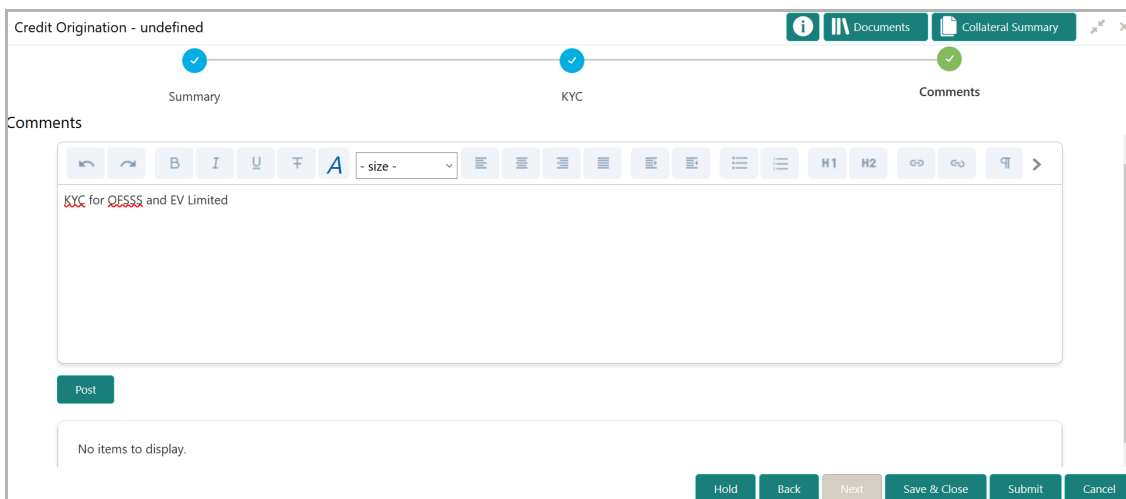 Credit Origination - undefined
Documents
Collateral Summary
Summary
KYC
Comments
Comments
B I U T A - size - H1 H2
KYC for OFSSS and EV Limited
Post
No items to display.
Hold Back Next Save & Close Submit Cancel